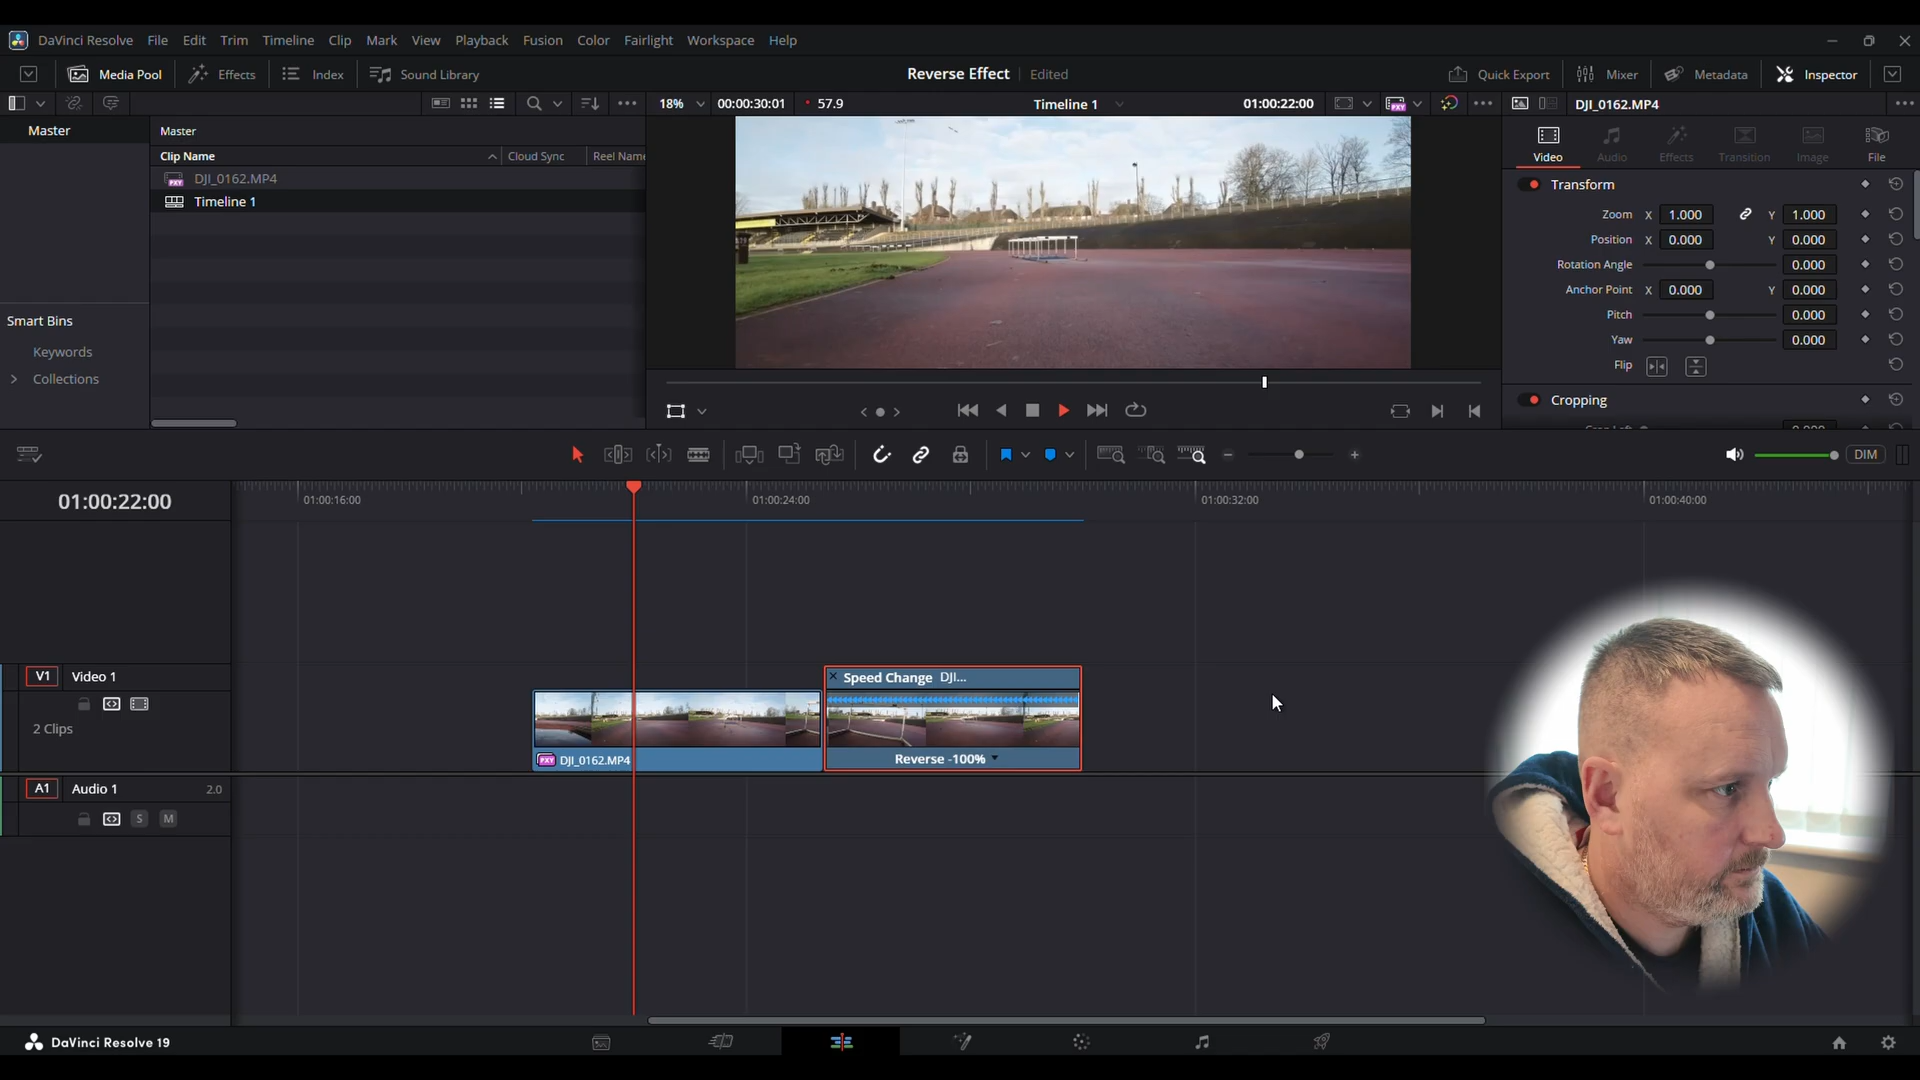 DaVinci Resolve File Edit Trim Timeline Clip Mark View Playback Fusion Color Fairlight Workspace Help
Media Pool Effects Index Sound Library Reverse Effect Edited Quick Export Mixer Metadata Inspector
18% 00:00:30:01 57.9 Timeline 1 01:00:22:00 DJI_0162.MP4
Master Master
Clip Name Cloud Sync Reel Name
DJI_0162.MP4
Timeline 1
Smart Bins
Keywords
Collections
Video Audio Effects Transition Image File
Transform
Zoom X 1.000 Y 1.000
Position X 0.000 Y 0.000
Rotation Angle 0.000
Anchor Point X 0.000 Y 0.000
Pitch 0.000
Yaw 0.000
Flip
Cropping
DIM
01:00:22:00 01:00:16:00 01:00:24:00 01:00:32:00 01:00:40:00
V1 Video 1
2 Clips
Speed Change DJI...
PXY DJI_0162.MP4
Reverse -100%
A1 Audio 1 2.0
S M
DaVinci Resolve 19